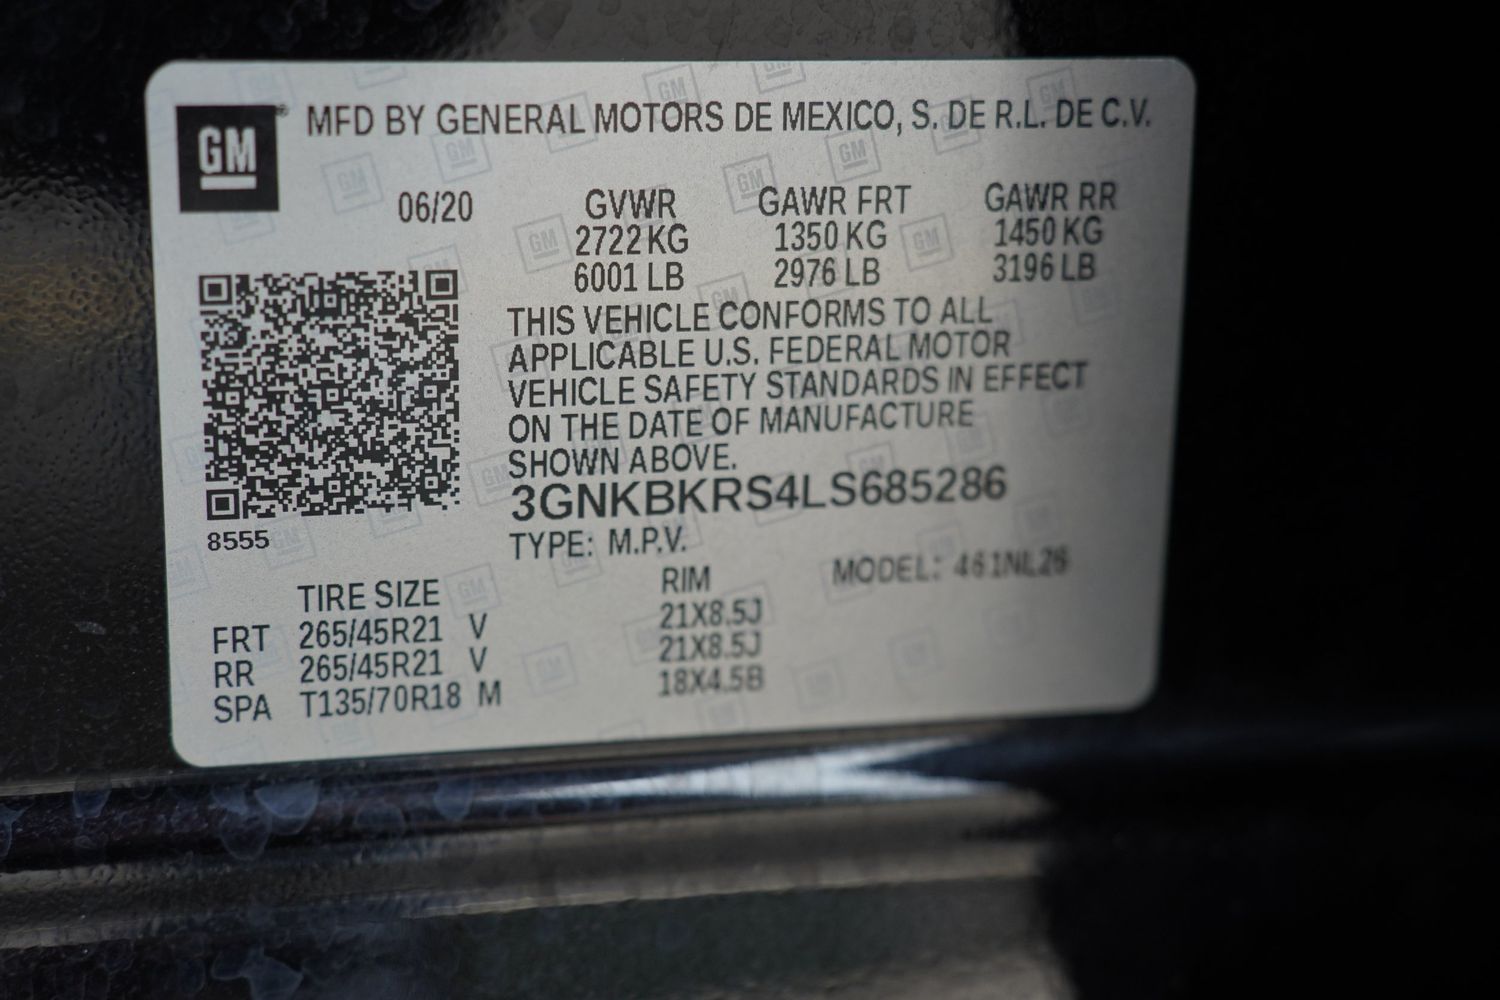 GM® MFD BY GENERAL MOTORS DE MEXICO, S. DE R.L. DE C.V.
06/20 GVWR GAWR FRT GAWR RR
2722 KG 1350 KG 1450 KG
6001 LB 2976 LB 3196 LB
THIS VEHICLE CONFORMS TO ALL
APPLICABLE U.S. FEDERAL MOTOR
VEHICLE SAFETY STANDARDS IN EFFECT
ON THE DATE OF MANUFACTURE
SHOWN ABOVE.
3GNKBKRS4LS685286
8555
TYPE: M.P.V.
MODEL: 461NL26
TIRE SIZE RIM
FRT 265/45R21 V 21X8.5J
RR 265/45R21 V 21X8.5J
SPA T135/70R18 M 18X4.5B